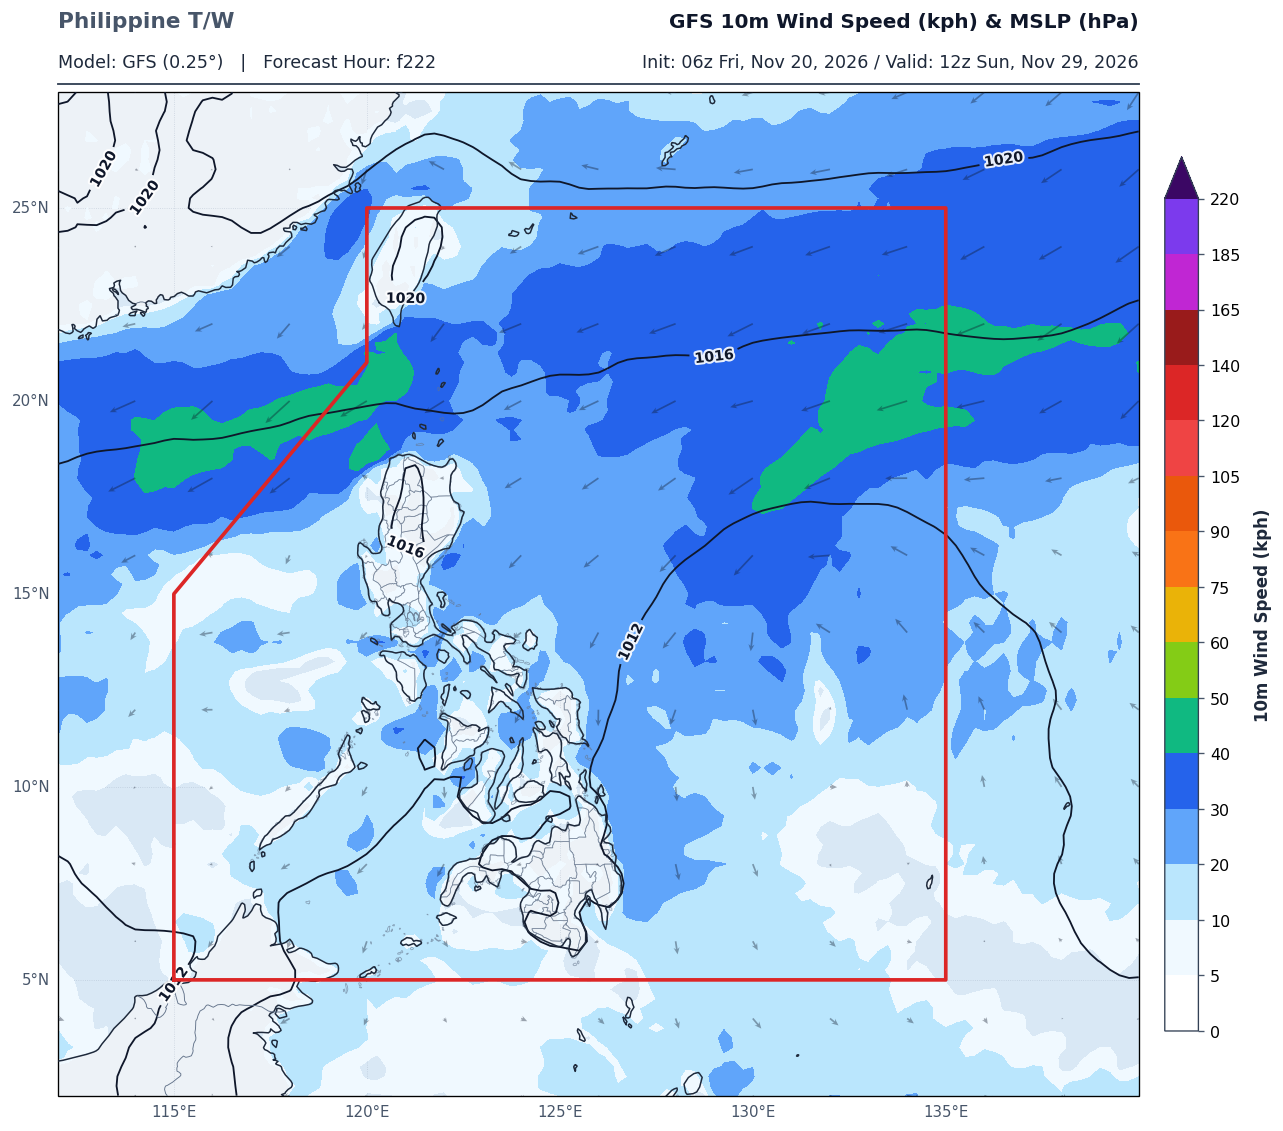 Philippine T/W
GFS 10m Wind Speed (kph) & MSLP (hPa)
Model: GFS (0.25°)   |   Forecast Hour: f222
Init: 06z Fri, Nov 20, 2026 / Valid: 12z Sun, Nov 29, 2026
1020
1020
1020
1020
1016
1016
1012
1012
25°N
20°N
15°N
10°N
5°N
115°E
120°E
125°E
130°E
135°E
220
185
165
140
120
105
90
75
60
50
40
30
20
10
5
0
10m Wind Speed (kph)